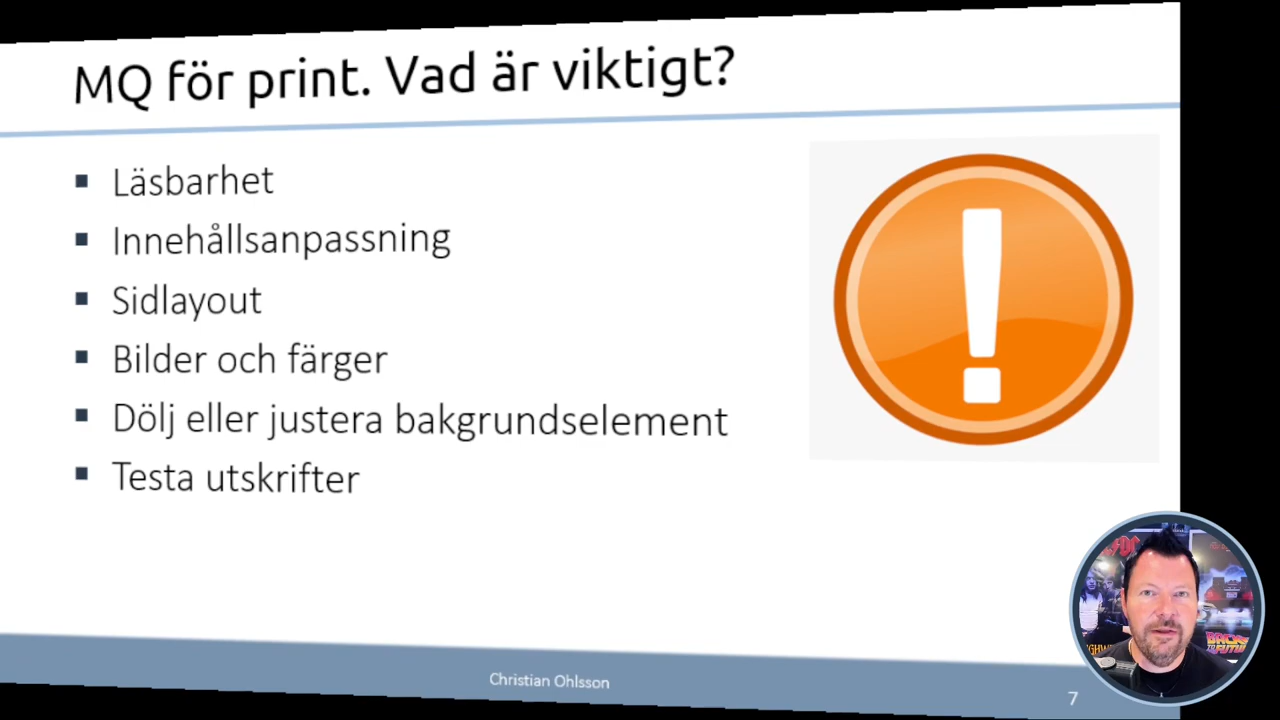 MQ för print. Vad är viktigt?
Läsbarhet
Innehållsanpassning
Sidlayout
Bilder och färger
Dölj eller justera bakgrundselement
Testa utskrifter
Christian Ohlsson
7